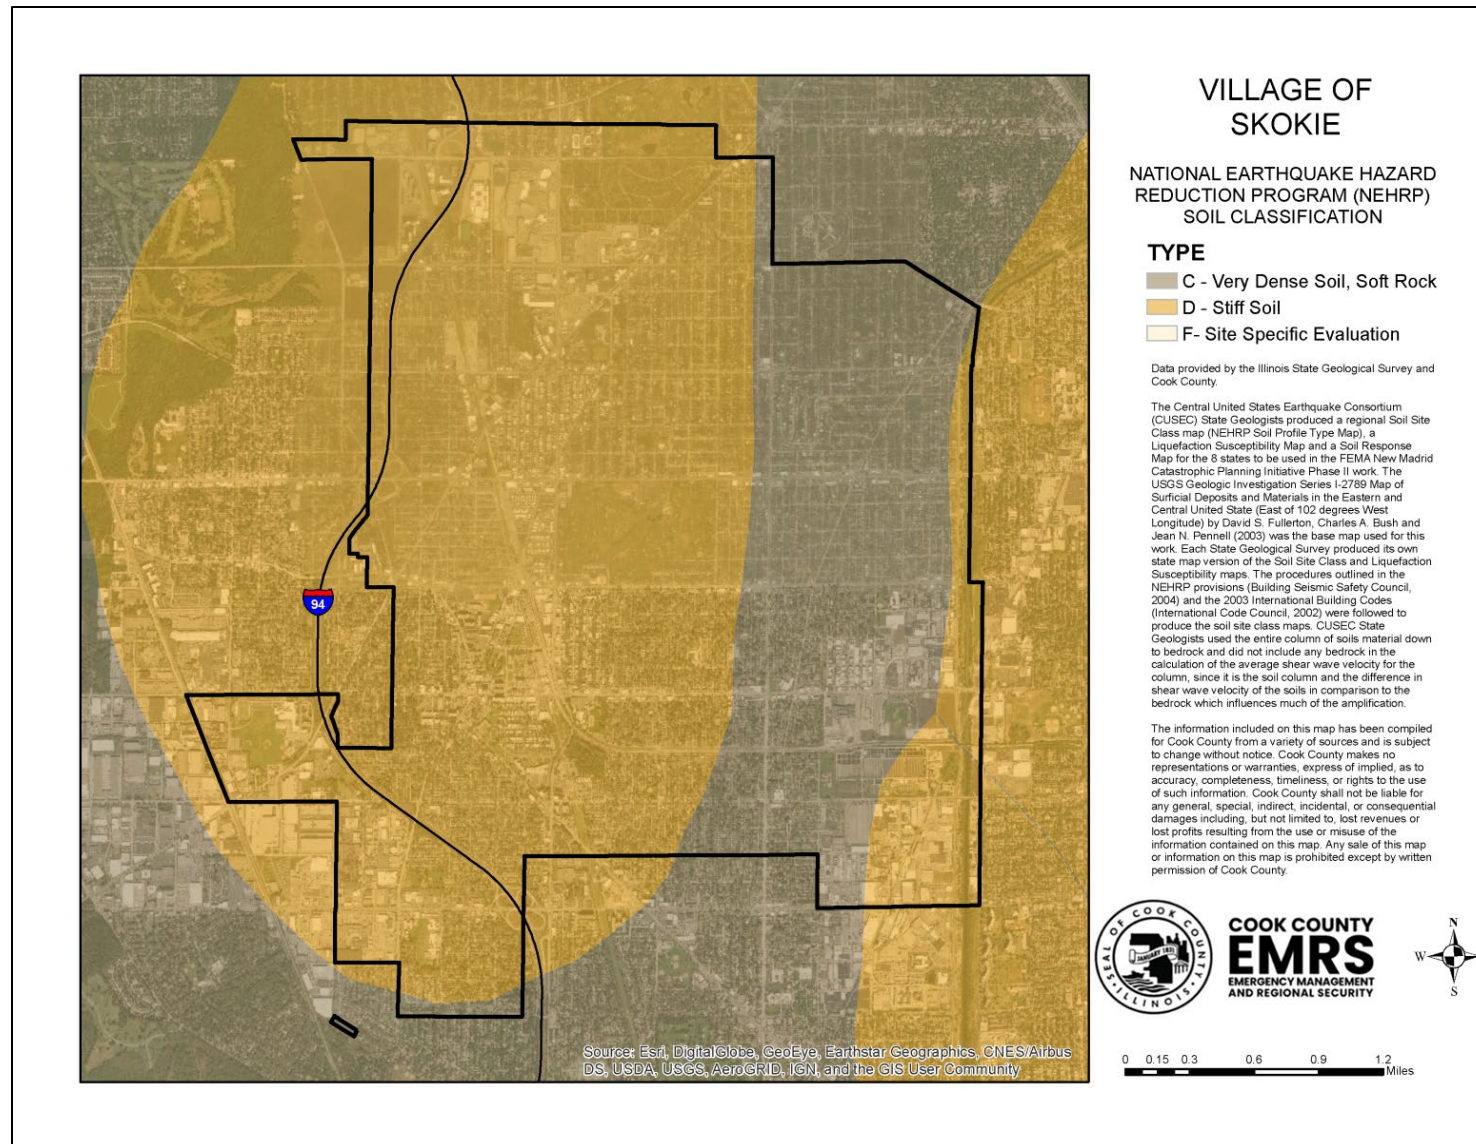 VILLAGE OF
SKOKIE
NATIONAL EARTHQUAKE HAZARD
REDUCTION PROGRAM (NEHRP)
SOIL CLASSIFICATION
TYPE
C - Very Dense Soil, Soft Rock
D - Stiff Soil
F- Site Specific Evaluation
Data provided by the Illinois State Geological Survey and
Cook County.
The Central United States Earthquake Consortium
(CUSEC) State Geologists produced a regional Soil Site
Class map (NEHRP Soil Profile Type Map), a
Liquefaction Susceptibility Map and a Soil Response
Map for the 8 states to be used in the FEMA New Madrid
Catastrophic Planning Initiative Phase II work. The
USGS Geologic Investigation Series I-2789 Map of
Surficial Deposits and Materials in the Eastern and
Central United State (East of 102 degrees West
Longitude) by David S. Fullerton, Charles A. Bush and
Jean N. Pennell (2003) was the base map used for this
work. Each State Geological Survey produced its own
state map version of the Soil Site Class and Liquefaction
Susceptibility maps. The procedures outlined in the
NEHRP provisions (Building Seismic Safety Council,
2004) and the 2003 International Building Codes
(International Code Council, 2002) were followed to
produce the soil site class maps. CUSEC State
Geologists used the entire column of soils material down
to bedrock and did not include any bedrock in the
calculation of the average shear wave velocity for the
column, since it is the soil column and the difference in
shear wave velocity of the soils in comparison to the
bedrock which influences much of the amplification.
The information included on this map has been compiled
for Cook County from a variety of sources and is subject
to change without notice. Cook County makes no
representations or warranties, express of implied, as to
accuracy, completeness, timeliness, or rights to the use
of such information. Cook County shall not be liable for
any general, special, indirect, incidental, or consequential
damages including, but not limited to, lost revenues or
lost profits resulting from the use or misuse of the
information contained on this map. Any sale of this map
or information on this map is prohibited except by written
permission of Cook County.
94
Source: Esri, DigitalGlobe, GeoEye, Earthstar Geographics, CNES/Airbus
DS, USDA, USGS, AeroGRID, IGN, and the GIS User Community
SEAL OF COOK COUNTY
JANUARY 1831
ILLINOIS
COOK COUNTY
EMRS
EMERGENCY MANAGEMENT
AND REGIONAL SECURITY
N
W
S
0 0.15 0.3 0.6 0.9 1.2
Miles